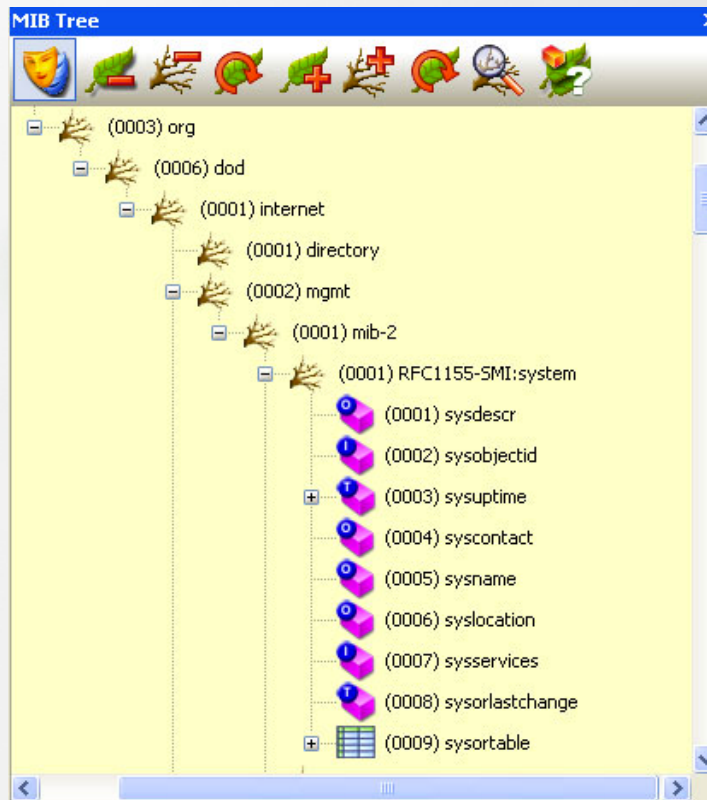 MIB Tree
(0003) org
(0006) dod
(0001) internet
(0001) directory
(0002) mgmt
(0001) mib-2
(0001) RFC1155-SMI:system
O (0001) sysdescr
I (0002) sysobjectid
T (0003) sysuptime
O (0004) syscontact
O (0005) sysname
O (0006) syslocation
I (0007) sysservices
T (0008) sysorlastchange
(0009) sysortable